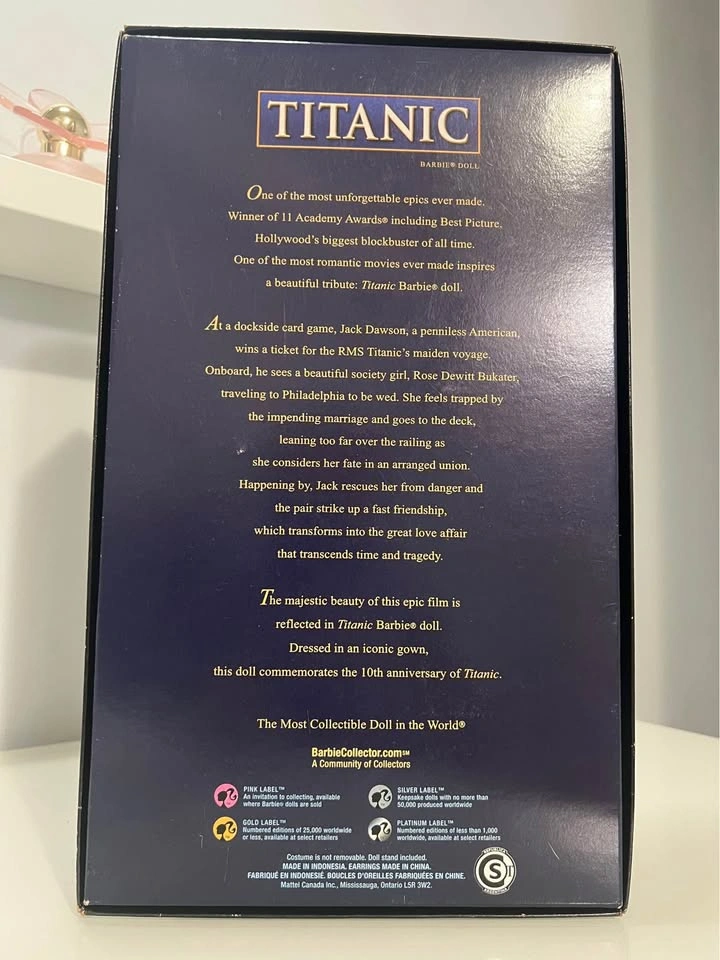 TITANIC
BARBIE® DOLL
One of the most unforgettable epics ever made.
Winner of 11 Academy Awards® including Best Picture.
Hollywood's biggest blockbuster of all time.
One of the most romantic movies ever made inspires
a beautiful tribute: Titanic Barbie® doll.
At a dockside card game, Jack Dawson, a penniless American,
wins a ticket for the RMS Titanic's maiden voyage.
Onboard, he sees a beautiful society girl, Rose Dewitt Bukater,
traveling to Philadelphia to be wed. She feels trapped by
the impending marriage and goes to the deck,
leaning too far over the railing as
she considers her fate in an arranged union.
Happening by, Jack rescues her from danger and
the pair strike up a fast friendship,
which transforms into the great love affair
that transcends time and tragedy.
The majestic beauty of this epic film is
reflected in Titanic Barbie® doll.
Dressed in an iconic gown,
this doll commemorates the 10th anniversary of Titanic.
The Most Collectible Doll in the World®
BarbieCollector.com℠
A Community of Collectors
PINK LABEL™
An invitation to collecting, available
where Barbie® dolls are sold
SILVER LABEL™
Keepsake dolls with no more than
50,000 produced worldwide
GOLD LABEL™
Numbered editions of 25,000 worldwide
or less, available at select retailers
PLATINUM LABEL™
Numbered editions of less than 1,000
worldwide, available at select retailers
Costume is not removable. Doll stand included.
MADE IN INDONESIA. EARRINGS MADE IN CHINA.
FABRIQUÉ EN INDONESIÉ. BOUCLES D'OREILLES FABRIQUÉES EN CHINE.
Mattel Canada Inc., Mississauga, Ontario L5R 3W2.
REPUBLICA
S
ARGENTINA